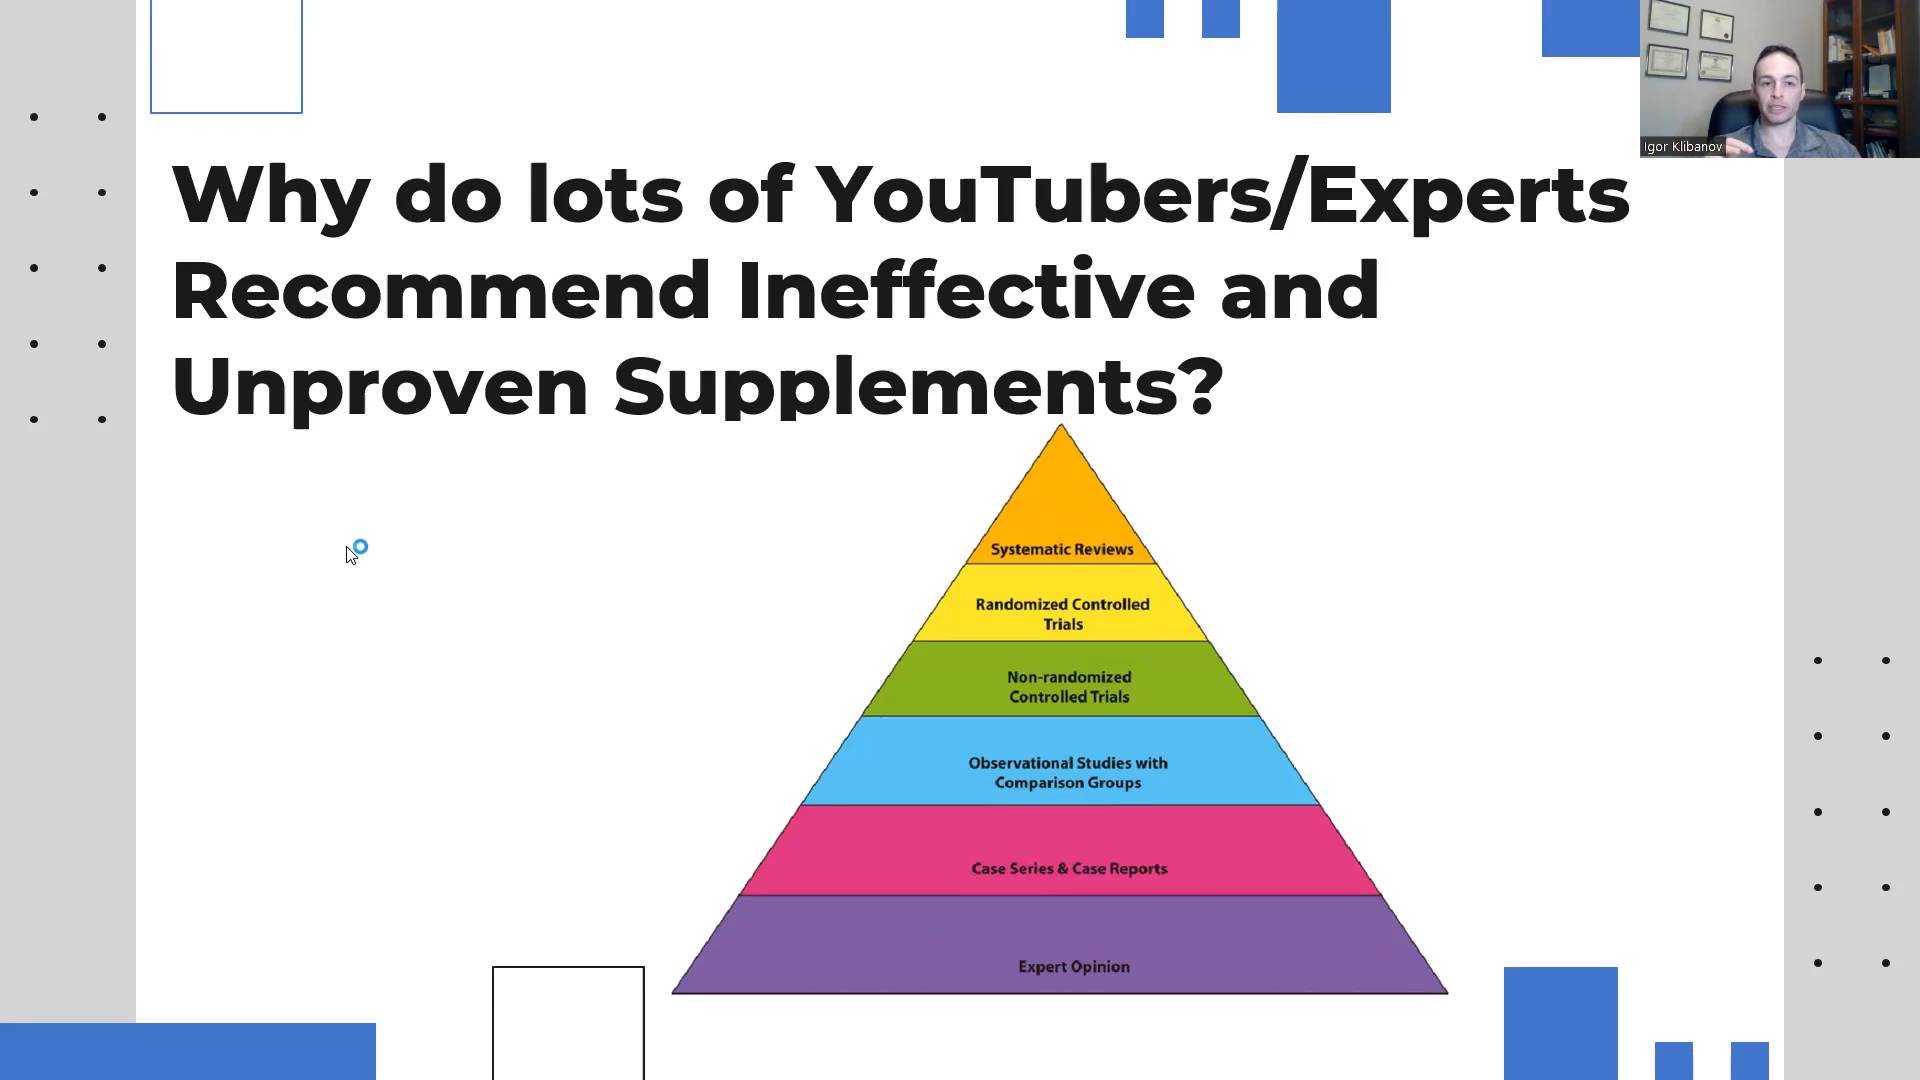 Why do lots of YouTubers/Experts
Recommend Ineffective and
Unproven Supplements?
Igor Klibanov
Systematic Reviews
Randomized Controlled
Trials
Non-randomized
Controlled Trials
Observational Studies with
Comparison Groups
Case Series & Case Reports
Expert Opinion